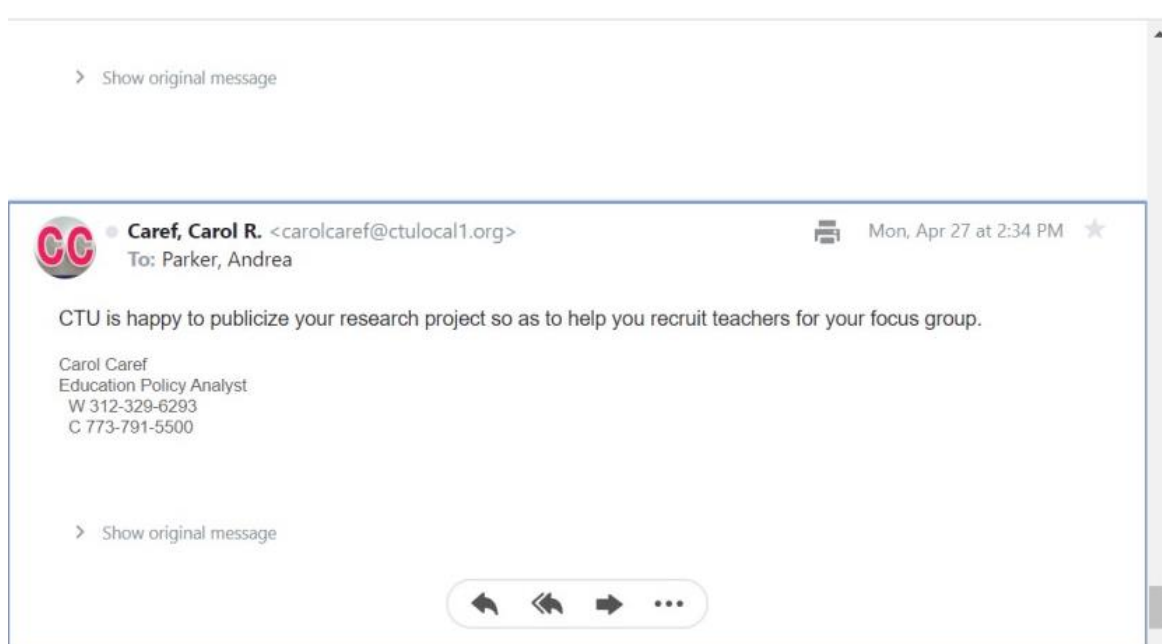 Show original message
CC
Caref, Carol R. <carolcaref@ctulocal1.org>
Mon, Apr 27 at 2:34 PM
To: Parker, Andrea
CTU is happy to publicize your research project so as to help you recruit teachers for your focus group.
Carol Caref
Education Policy Analyst
W 312-329-6293
C 773-791-5500
Show original message